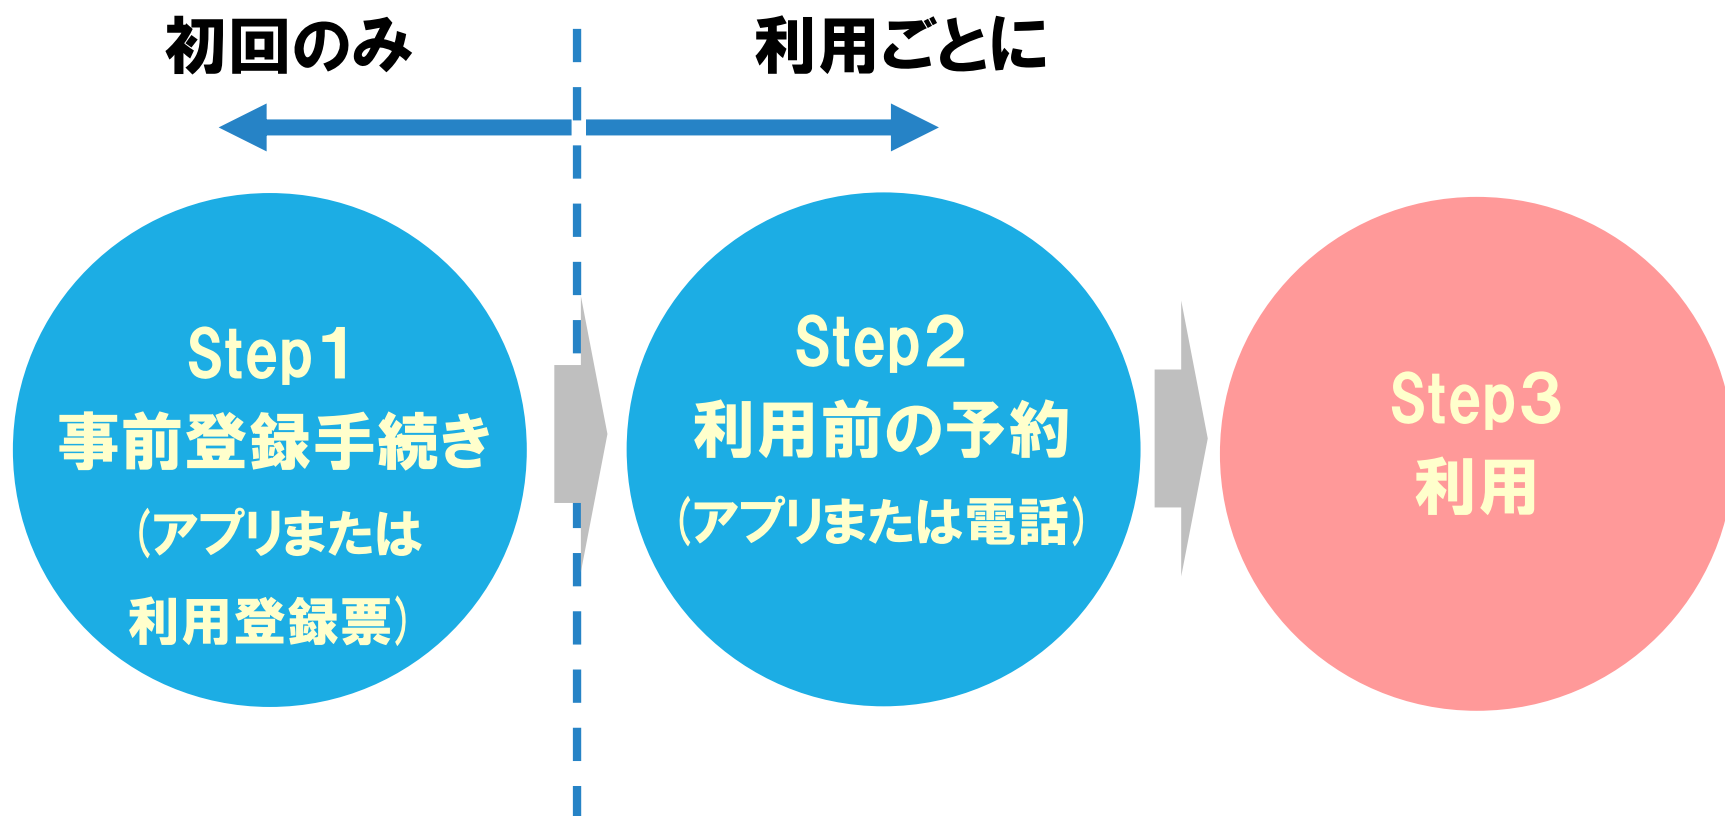 初回のみ
利用ごとに
Step1
事前登録手続き
(アプリまたは
利用登録票)
Step2
利用前の予約
(アプリまたは電話)
Step3
利用